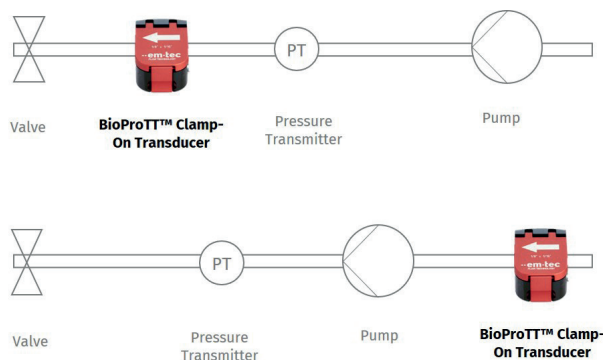 PT
em-tec
Valve
BioProTT™ Clamp-
On Transducer
Pressure
Transmitter
Pump
PT
em-tec
Valve
Pressure
Transmitter
Pump
BioProTT™ Clamp-
On Transducer